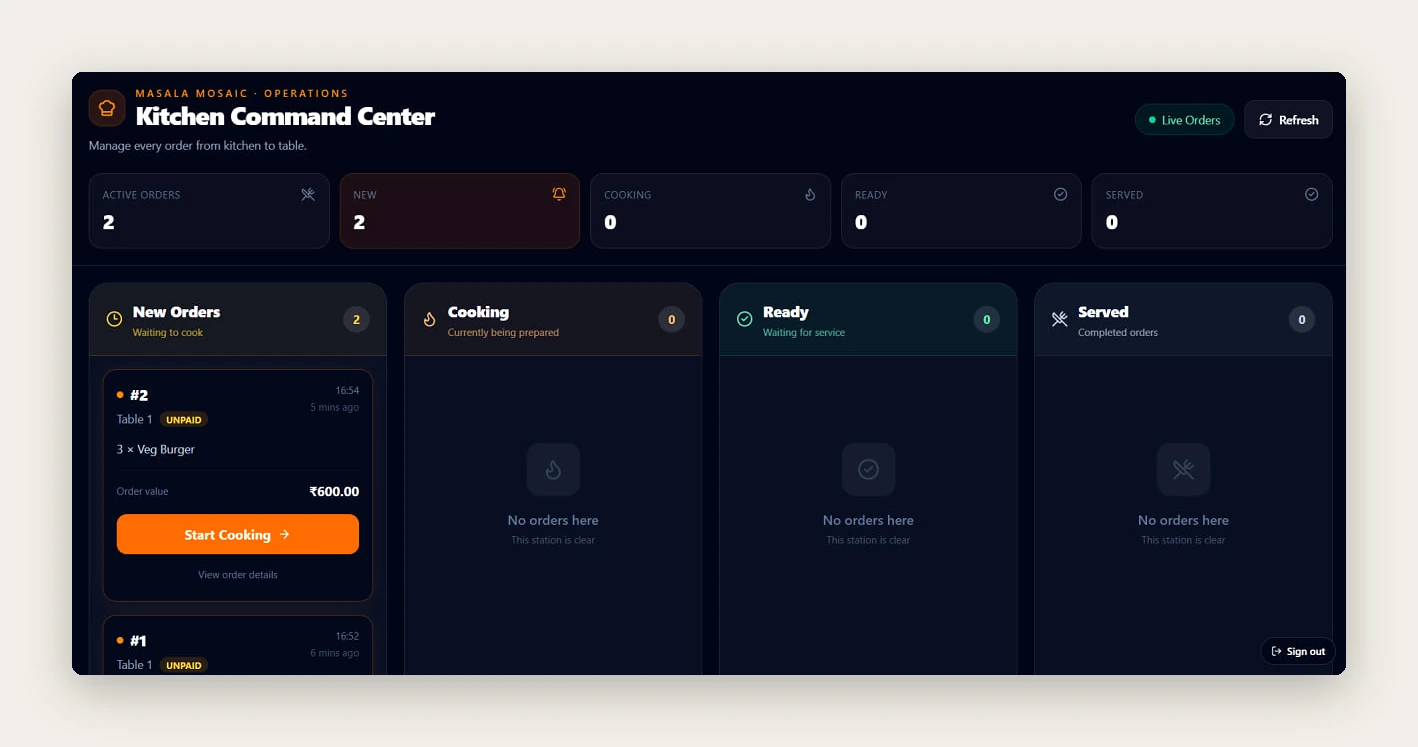 MASALA MOSAIC · OPERATIONS
Kitchen Command Center
Manage every order from kitchen to table.
Live Orders
Refresh
ACTIVE ORDERS
2
NEW
2
COOKING
0
READY
0
SERVED
0
New Orders
Waiting to cook
2
Cooking
Currently being prepared
0
Ready
Waiting for service
0
Served
Completed orders
0
#2
16:54
5 mins ago
Table 1
UNPAID
3 × Veg Burger
Order value
₹600.00
Start Cooking →
View order details
#1
16:52
6 mins ago
Table 1
UNPAID
No orders here
This station is clear
No orders here
This station is clear
No orders here
This station is clear
Sign out